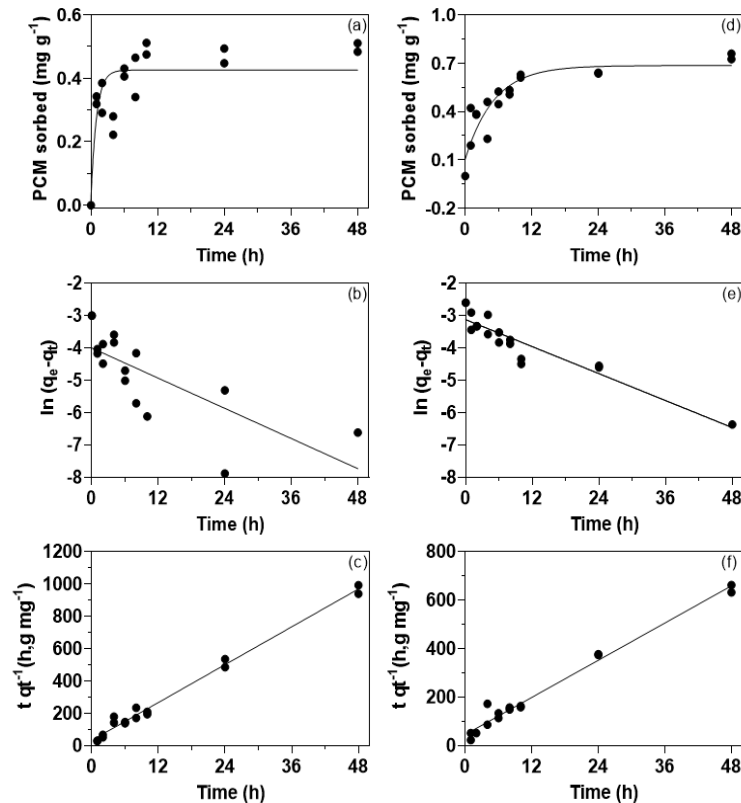 (a)
PCM sorbed (mg g⁻¹)
0.6
0.4
0.2
0.0
0 12 24 36 48
Time (h)
(d)
PCM sorbed (mg g⁻¹)
1.0
0.7
0.4
0.1
-0.2
0 12 24 36 48
Time (h)
(b)
ln (qe-qt)
-2
-3
-4
-5
-6
-7
-8
0 12 24 36 48
Time (h)
(e)
ln (qe-qt)
-2
-3
-4
-5
-6
-7
-8
0 12 24 36 48
Time (h)
(c)
t qt⁻¹(h,g mg⁻¹)
1200
1000
800
600
400
200
0
0 12 24 36 48
Time (h)
(f)
t qt⁻¹(h,g mg⁻¹)
800
600
400
200
0
0 12 24 36 48
Time (h)